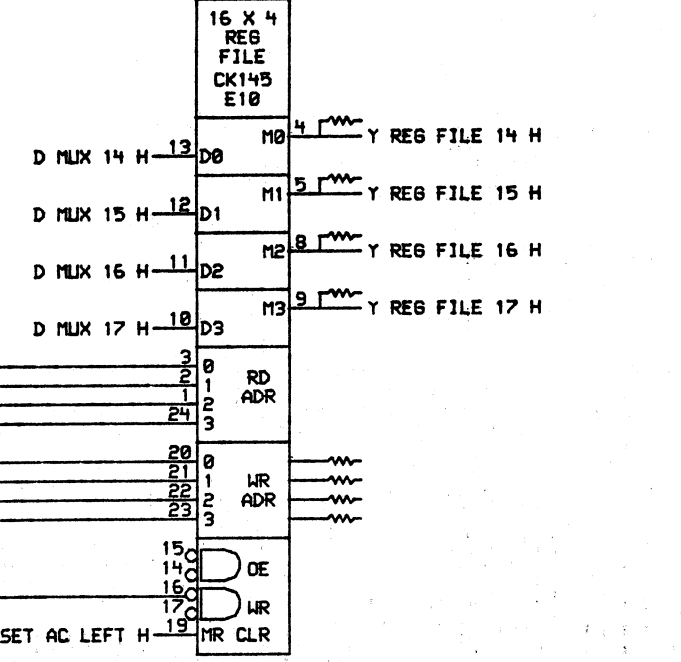 16 X 4
REG
FILE
CK145
E10
M0 4 Y REG FILE 14 H
D MUX 14 H 13 D0
M1 5 Y REG FILE 15 H
D MUX 15 H 12 D1
M2 8 Y REG FILE 16 H
D MUX 16 H 11 D2
M3 9 Y REG FILE 17 H
D MUX 17 H 10 D3
3 0
2 1 RD
1 2 ADR
24 3
20 0
21 1 WR
22 2 ADR
23 3
15
14 OE
16
17 WR
SET AC LEFT H 19 MR CLR